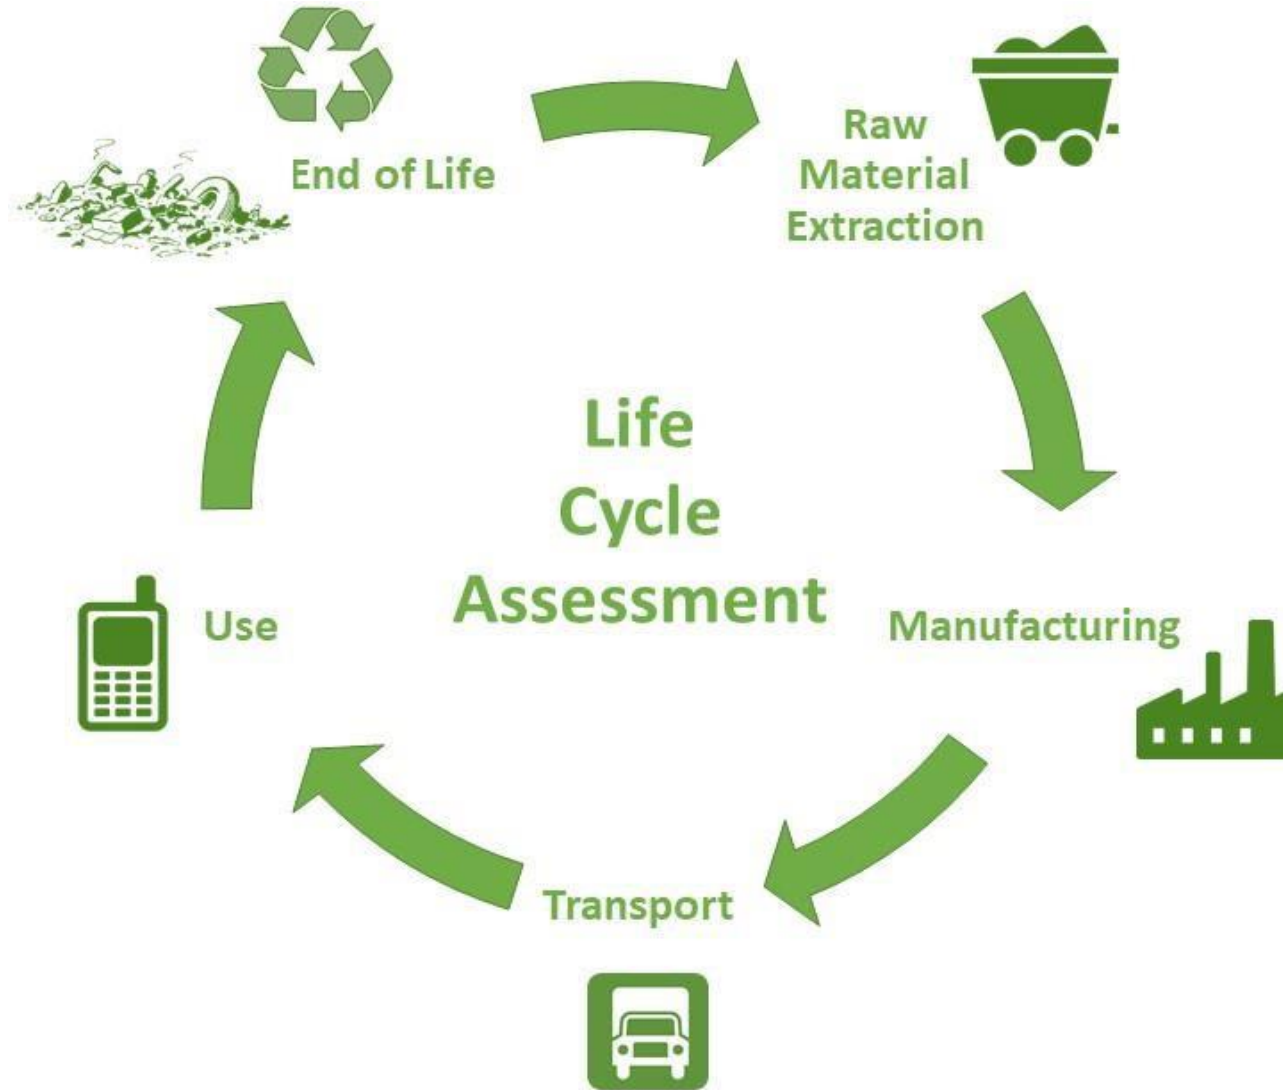 End of Life
Raw
Material
Extraction
Life
Cycle
Assessment
Use
Manufacturing
Transport